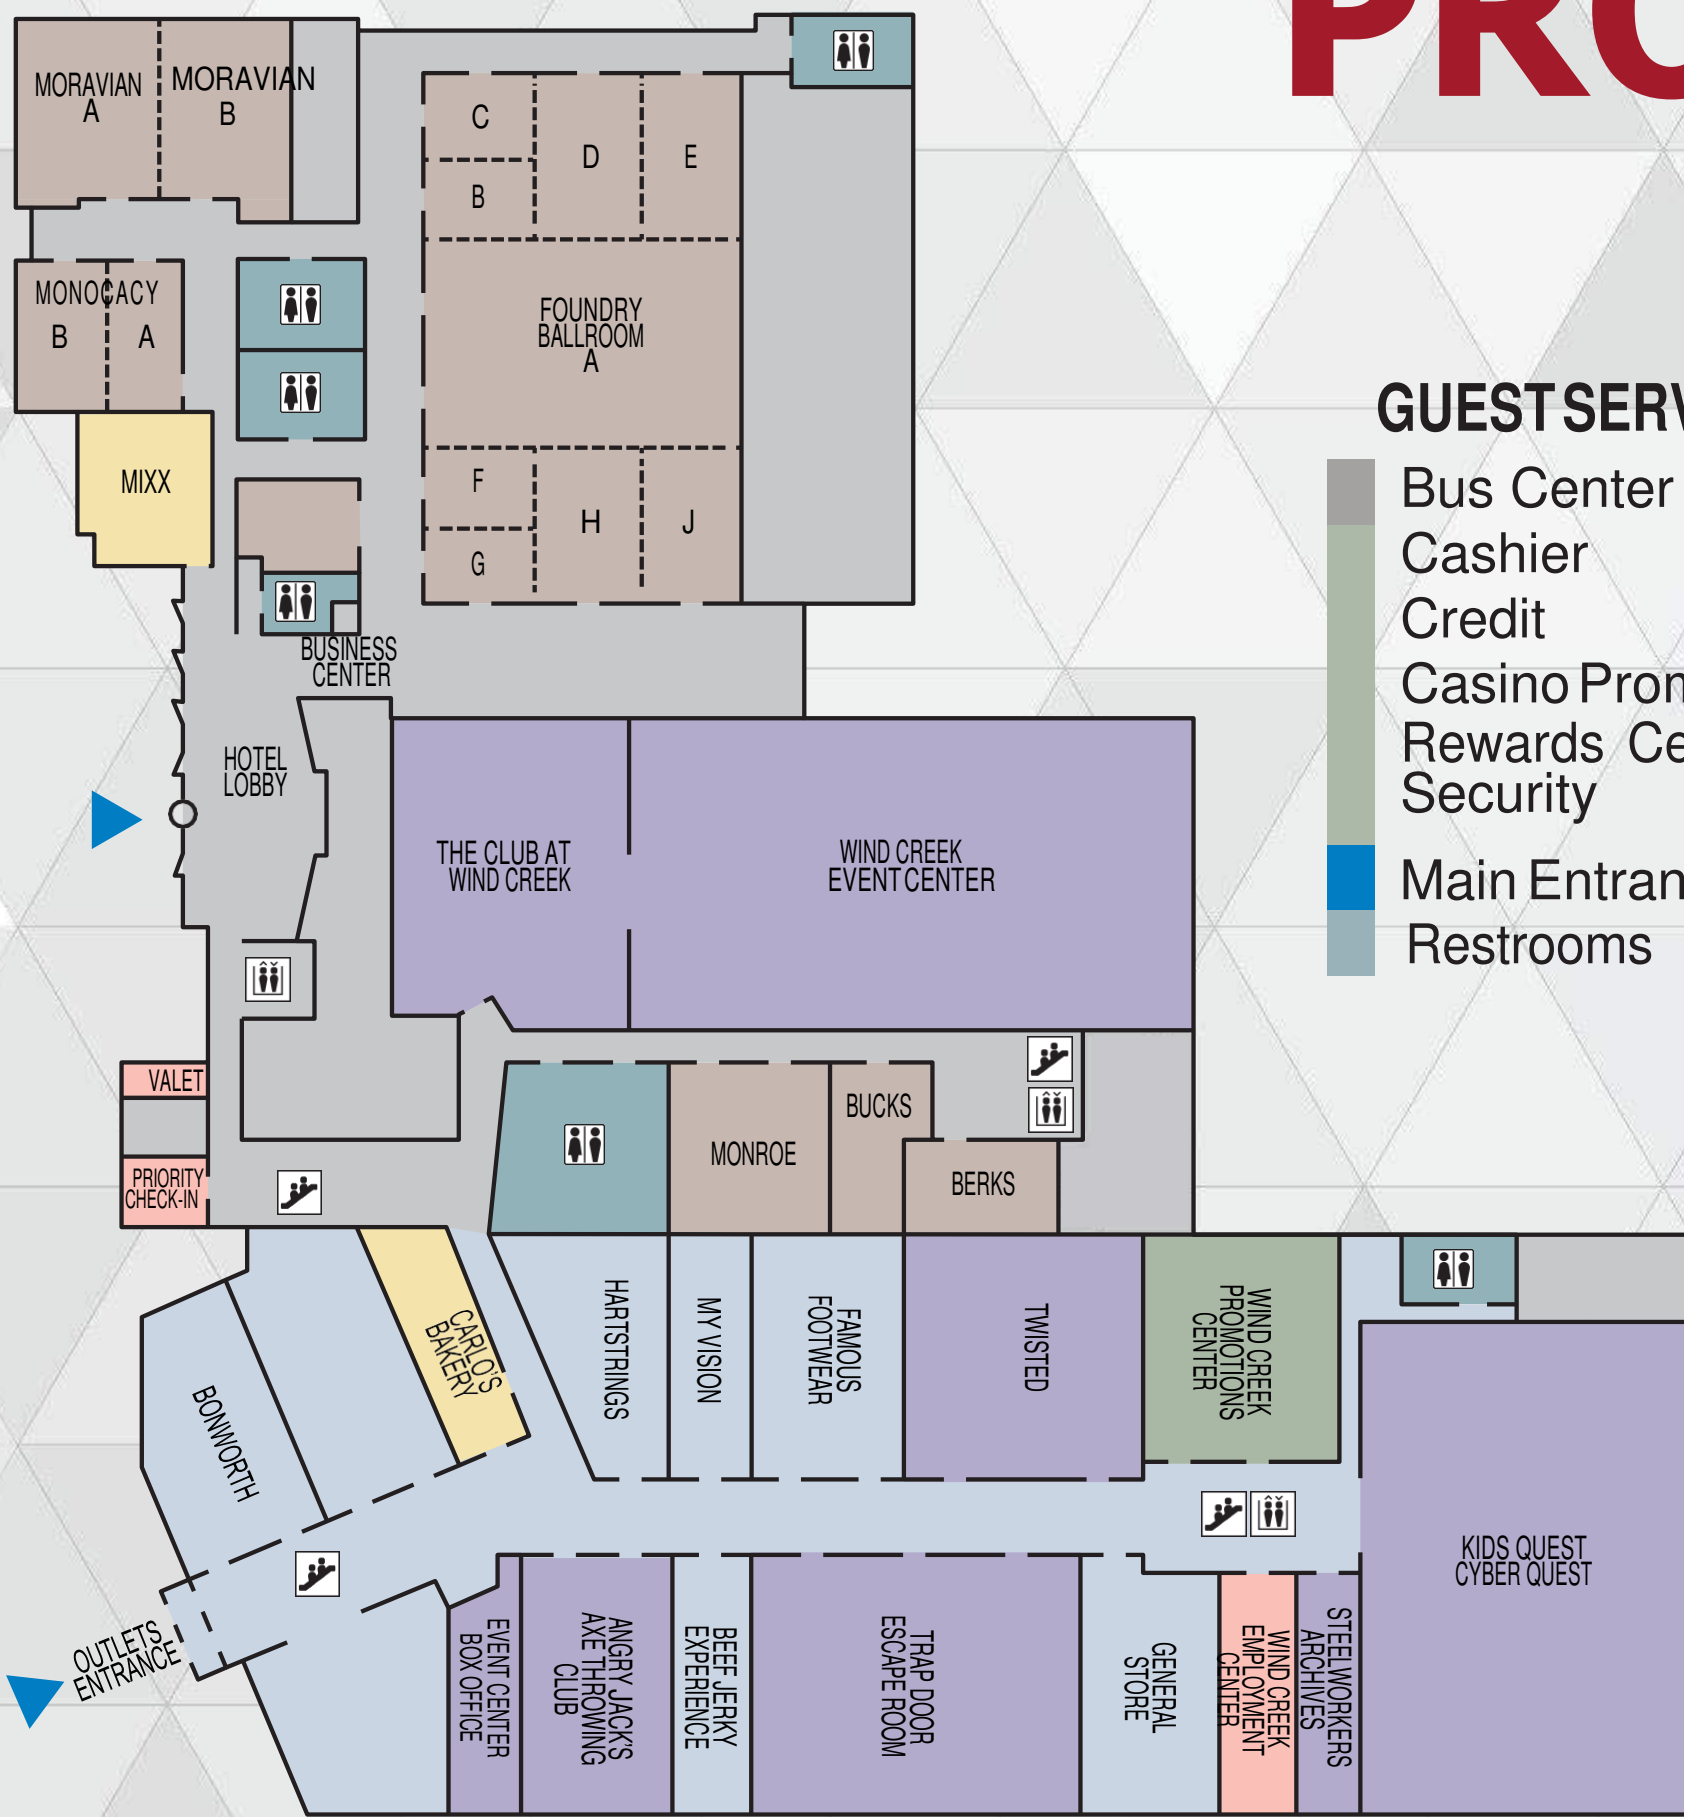 PRO
MORAVIAN
A
MORAVIAN
B
C
B
D
E
MONOCACY
B
A
FOUNDRY
BALLROOM
A
MIXX
F
G
H
J
BUSINESS
CENTER
HOTEL
LOBBY
THE CLUB AT
WIND CREEK
WIND CREEK
EVENT CENTER
GUEST SERV
Bus Center
Cashier
Credit
Casino Prom
Rewards Ce
Security
Main Entran
Restrooms
VALET
PRIORITY
CHECK-IN
MONROE
BUCKS
BERKS
CARLO'S
BAKERY
BONWORTH
HARTSTRINGS
MY VISION
FAMOUS
FOOTWEAR
TWISTED
WIND CREEK
PROMOTIONS
CENTER
KIDS QUEST
CYBER QUEST
OUTLETS
ENTRANCE
EVENT CENTER
BOX OFFICE
ANGRY JACK'S
AXE THROWING
CLUB
BEEF JERKY
EXPERIENCE
TRAP DOOR
ESCAPE ROOM
GENERAL
STORE
WIND CREEK
EMPLOYMENT
CENTER
STEELWORKERS
ARCHIVES